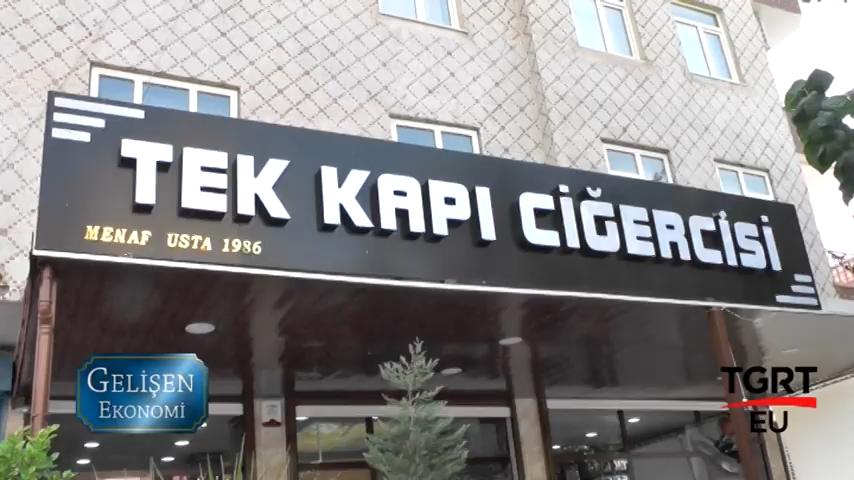 TEK KAPI CİĞERCİSİ
MENAF USTA 1986
GELİŞEN
EKONOMİ
TGRT
EU